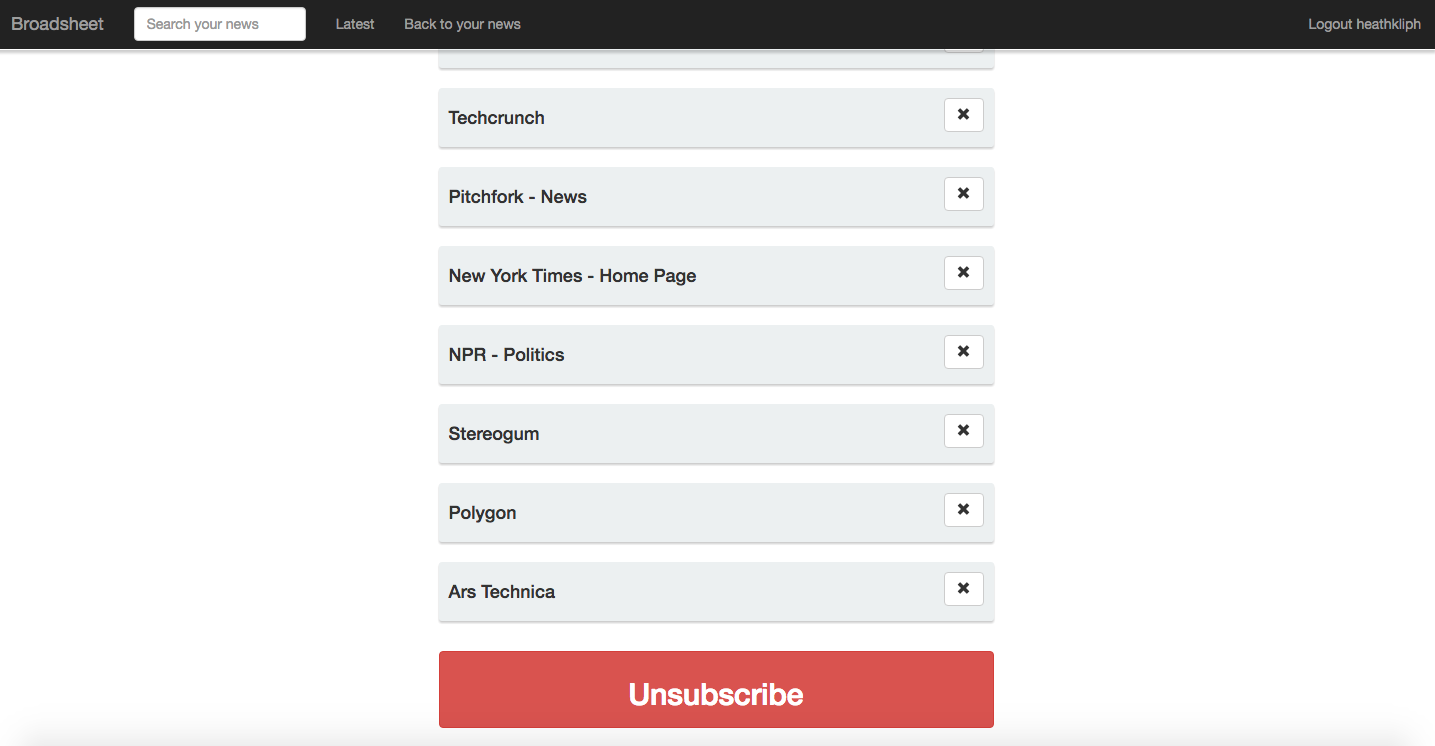 Broadsheet
Search your news
Latest
Back to your news
Logout heathkliph
Techcrunch
Pitchfork - News
New York Times - Home Page
NPR - Politics
Stereogum
Polygon
Ars Technica
Unsubscribe